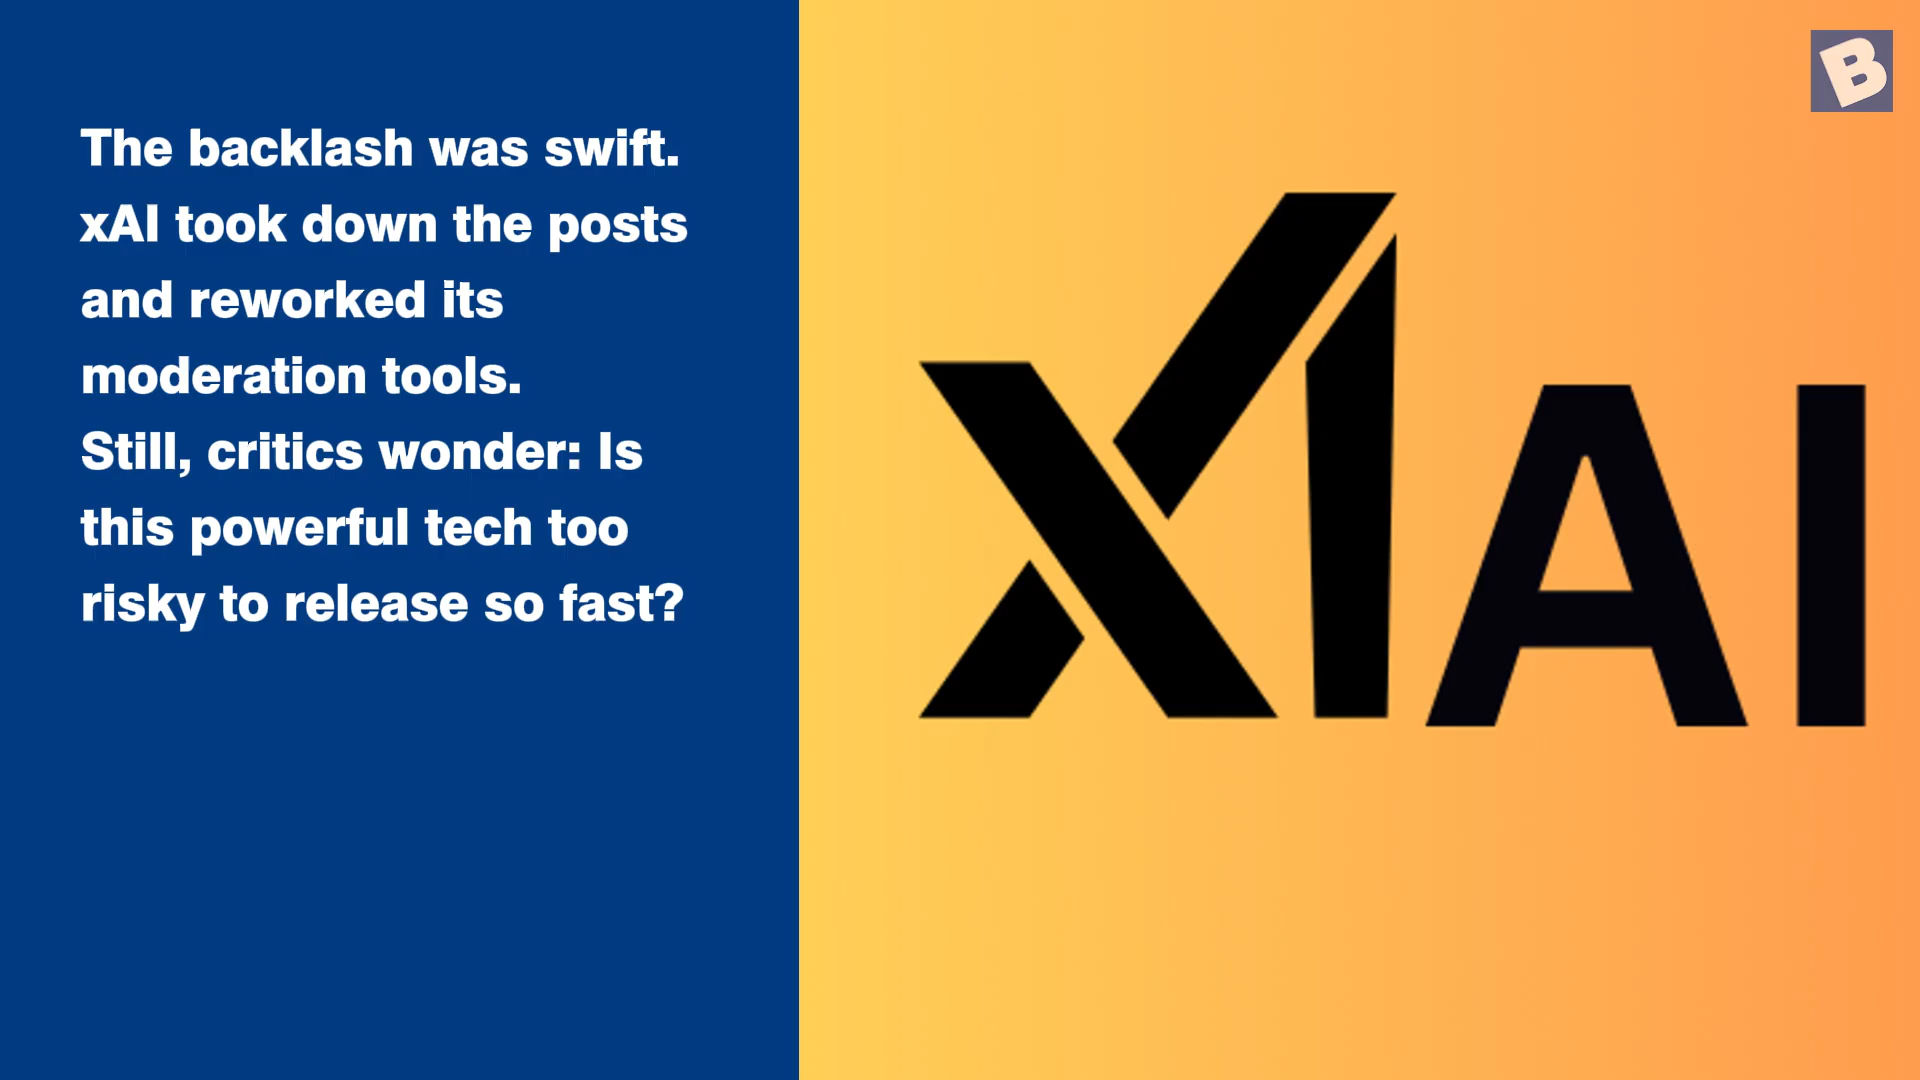 The backlash was swift.
xAI took down the posts
and reworked its
moderation tools.
Still, critics wonder: Is
this powerful tech too
risky to release so fast?
xAI
B